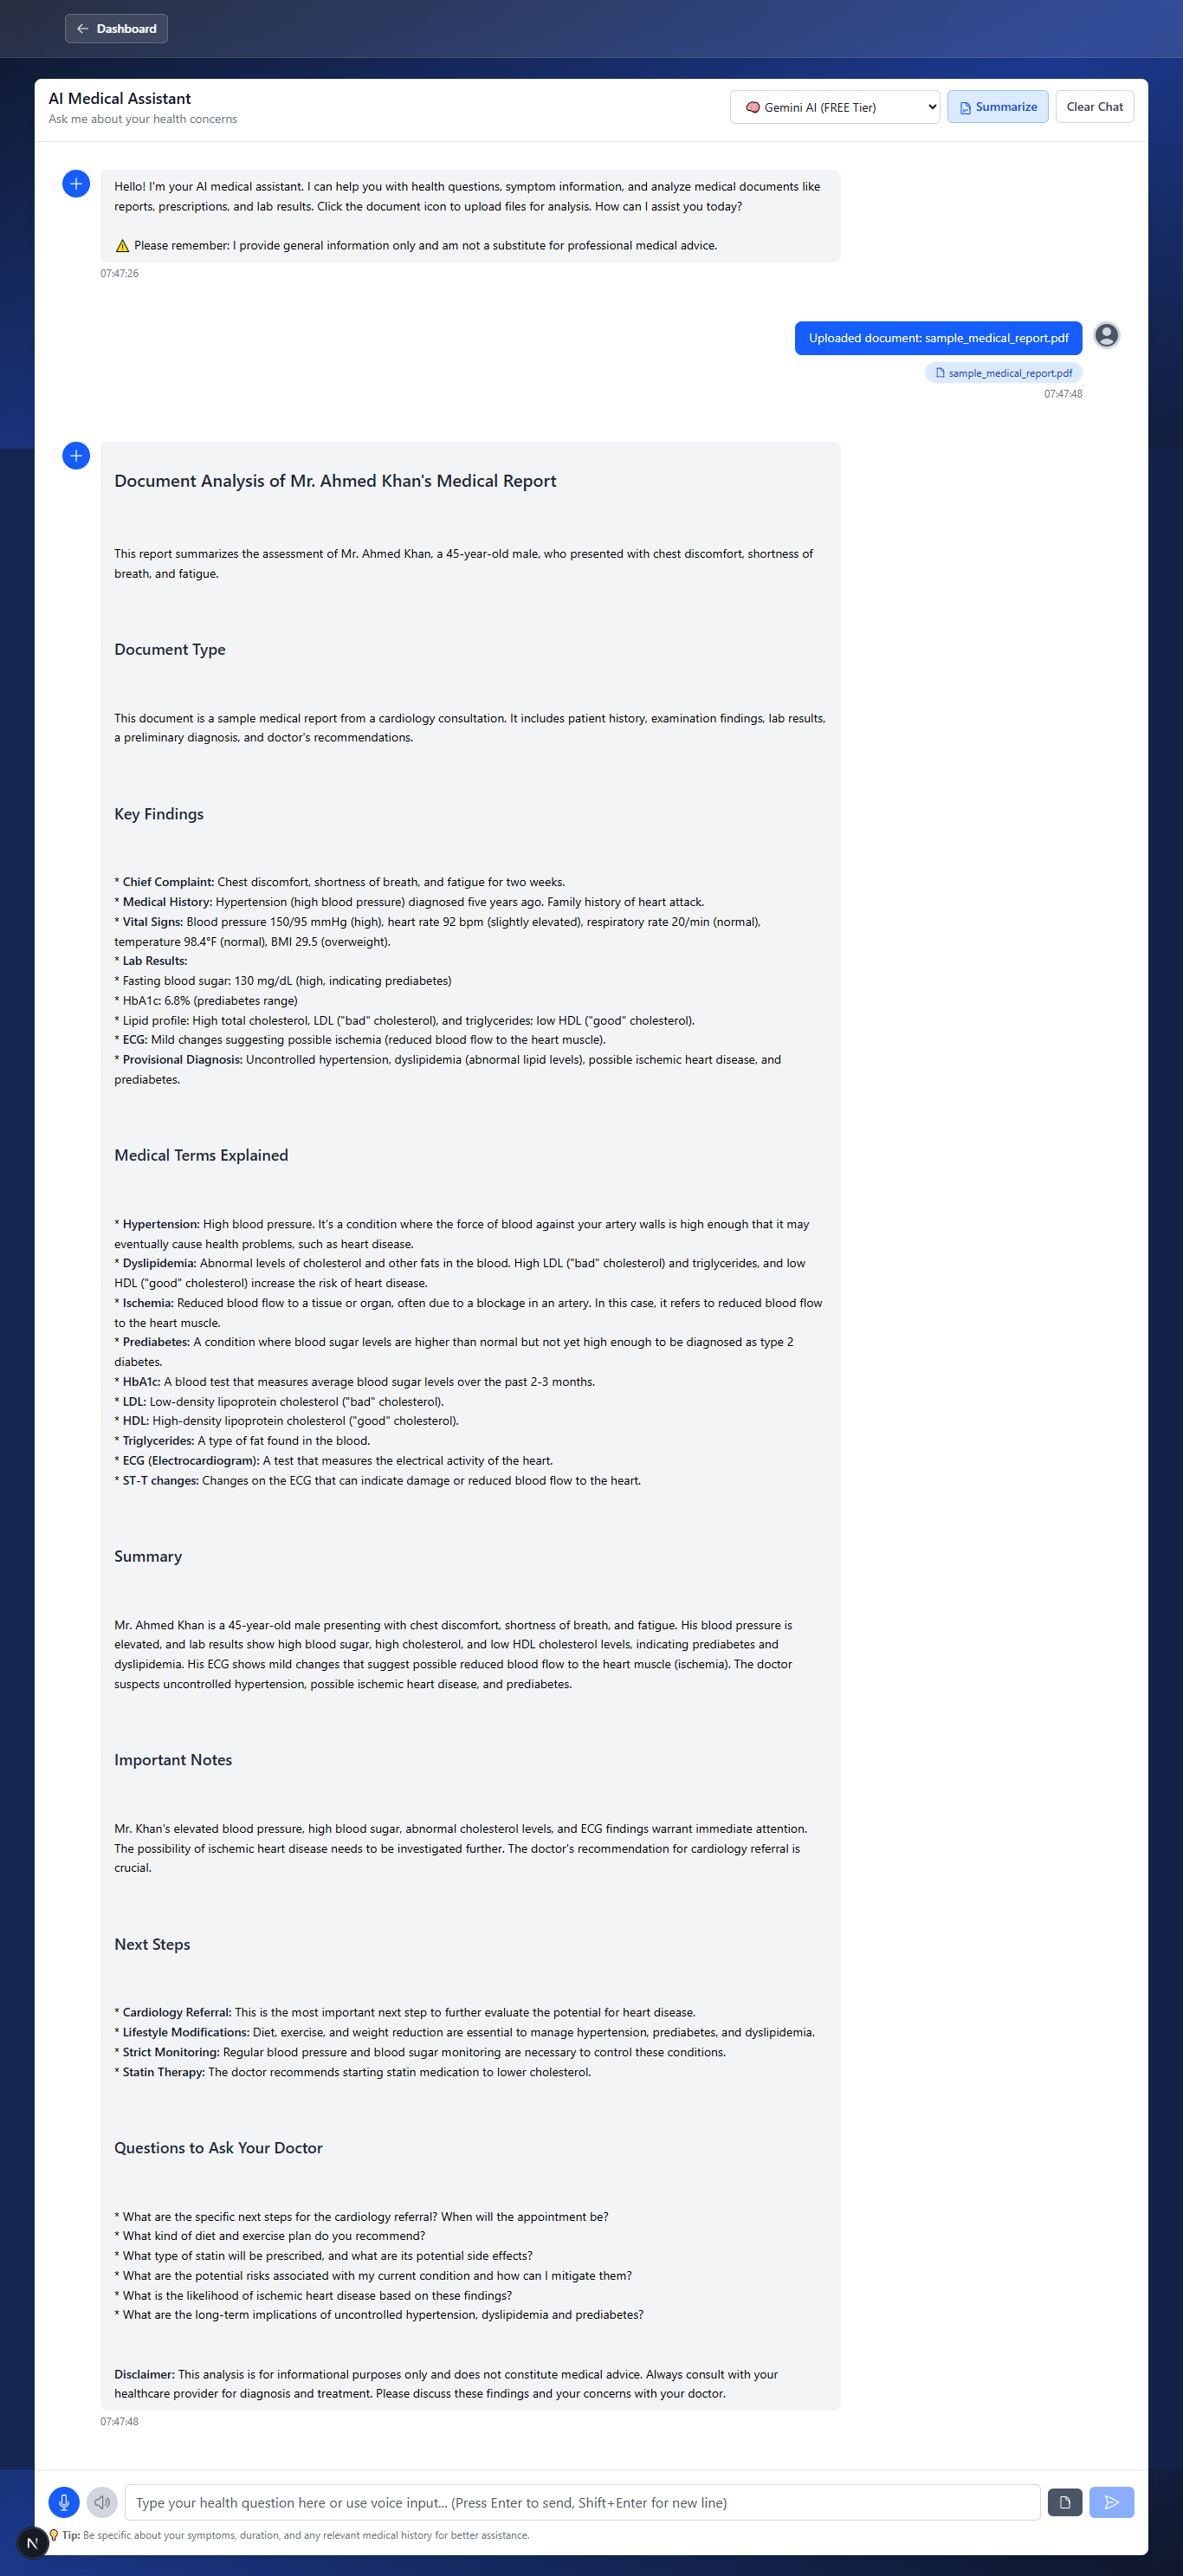 ← Dashboard
AI Medical Assistant
Ask me about your health concerns
Gemini AI (FREE Tier)
Summarize
Clear Chat
Hello! I'm your AI medical assistant. I can help you with health questions, symptom information, and analyze medical documents like
reports, prescriptions, and lab results. Click the document icon to upload files for analysis. How can I assist you today?
⚠️ Please remember: I provide general information only and am not a substitute for professional medical advice.
07:47:26
Uploaded document: sample_medical_report.pdf
sample_medical_report.pdf
07:47:48
Document Analysis of Mr. Ahmed Khan's Medical Report
This report summarizes the assessment of Mr. Ahmed Khan, a 45-year-old male, who presented with chest discomfort, shortness of
breath, and fatigue.
Document Type
This document is a sample medical report from a cardiology consultation. It includes patient history, examination findings, lab results,
a preliminary diagnosis, and doctor's recommendations.
Key Findings
* Chief Complaint: Chest discomfort, shortness of breath, and fatigue for two weeks.
* Medical History: Hypertension (high blood pressure) diagnosed five years ago. Family history of heart attack.
* Vital Signs: Blood pressure 150/95 mmHg (high), heart rate 92 bpm (slightly elevated), respiratory rate 20/min (normal),
temperature 98.4°F (normal), BMI 29.5 (overweight).
* Lab Results:
* Fasting blood sugar: 130 mg/dL (high, indicating prediabetes)
* HbA1c: 6.8% (prediabetes range)
* Lipid profile: High total cholesterol, LDL ("bad" cholesterol), and triglycerides; low HDL ("good" cholesterol).
* ECG: Mild changes suggesting possible ischemia (reduced blood flow to the heart muscle).
* Provisional Diagnosis: Uncontrolled hypertension, dyslipidemia (abnormal lipid levels), possible ischemic heart disease, and
prediabetes.
Medical Terms Explained
* Hypertension: High blood pressure. It's a condition where the force of blood against your artery walls is high enough that it may
eventually cause health problems, such as heart disease.
* Dyslipidemia: Abnormal levels of cholesterol and other fats in the blood. High LDL ("bad" cholesterol) and triglycerides, and low
HDL ("good" cholesterol) increase the risk of heart disease.
* Ischemia: Reduced blood flow to a tissue or organ, often due to a blockage in an artery. In this case, it refers to reduced blood flow
to the heart muscle.
* Prediabetes: A condition where blood sugar levels are higher than normal but not yet high enough to be diagnosed as type 2
diabetes.
* HbA1c: A blood test that measures average blood sugar levels over the past 2-3 months.
* LDL: Low-density lipoprotein cholesterol ("bad" cholesterol).
* HDL: High-density lipoprotein cholesterol ("good" cholesterol).
* Triglycerides: A type of fat found in the blood.
* ECG (Electrocardiogram): A test that measures the electrical activity of the heart.
* ST-T changes: Changes on the ECG that can indicate damage or reduced blood flow to the heart.
Summary
Mr. Ahmed Khan is a 45-year-old male presenting with chest discomfort, shortness of breath, and fatigue. His blood pressure is
elevated, and lab results show high blood sugar, high cholesterol, and low HDL cholesterol levels, indicating prediabetes and
dyslipidemia. His ECG shows mild changes that suggest possible reduced blood flow to the heart muscle (ischemia). The doctor
suspects uncontrolled hypertension, possible ischemic heart disease, and prediabetes.
Important Notes
Mr. Khan's elevated blood pressure, high blood sugar, abnormal cholesterol levels, and ECG findings warrant immediate attention.
The possibility of ischemic heart disease needs to be investigated further. The doctor's recommendation for cardiology referral is
crucial.
Next Steps
* Cardiology Referral: This is the most important next step to further evaluate the potential for heart disease.
* Lifestyle Modifications: Diet, exercise, and weight reduction are essential to manage hypertension, prediabetes, and dyslipidemia.
* Strict Monitoring: Regular blood pressure and blood sugar monitoring are necessary to control these conditions.
* Statin Therapy: The doctor recommends starting statin medication to lower cholesterol.
Questions to Ask Your Doctor
* What are the specific next steps for the cardiology referral? When will the appointment be?
* What kind of diet and exercise plan do you recommend?
* What type of statin will be prescribed, and what are its potential side effects?
* What are the potential risks associated with my current condition and how can I mitigate them?
* What is the likelihood of ischemic heart disease based on these findings?
* What are the long-term implications of uncontrolled hypertension, dyslipidemia and prediabetes?
Disclaimer: This analysis is for informational purposes only and does not constitute medical advice. Always consult with your
healthcare provider for diagnosis and treatment. Please discuss these findings and your concerns with your doctor.
07:47:48
Type your health question here or use voice input... (Press Enter to send, Shift+Enter for new line)
N
Tip: Be specific about your symptoms, duration, and any relevant medical history for better assistance.